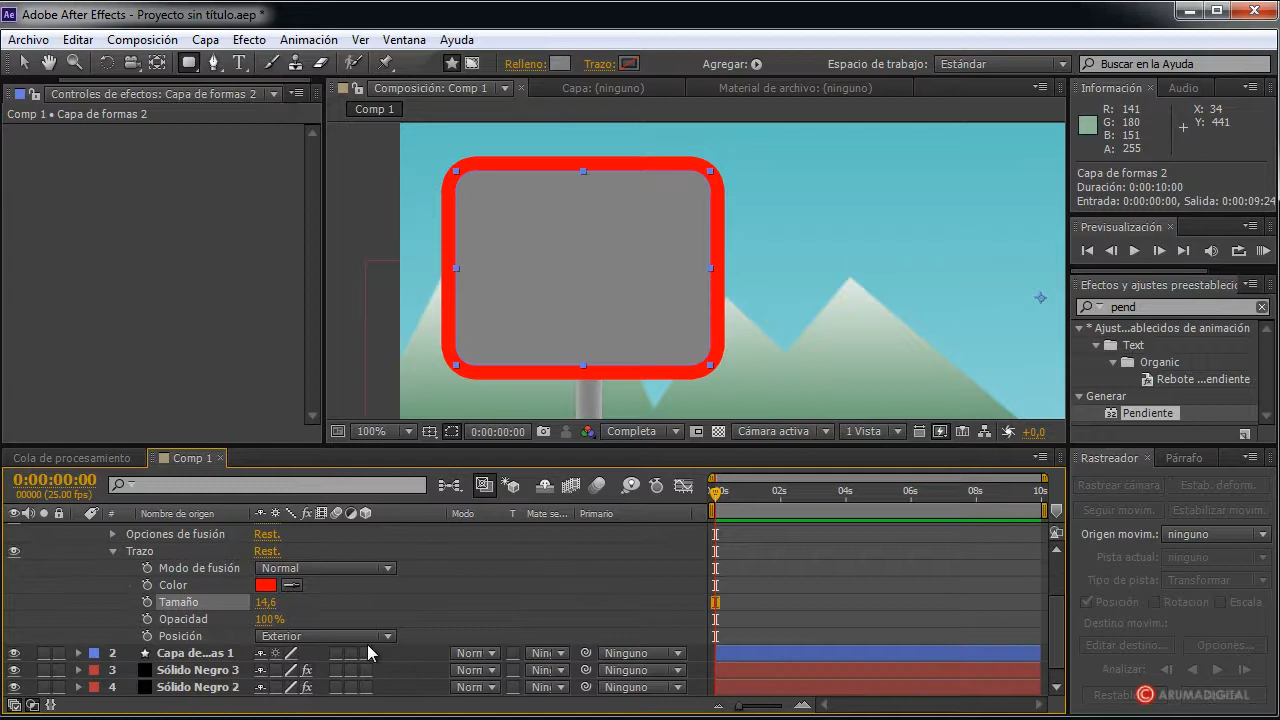 Adobe After Effects - Proyecto sin título.aep *
Archivo Editar Composición Capa Efecto Animación Ver Ventana Ayuda
Relleno: Trazo: Agregar: Espacio de trabajo: Estándar Buscar en la Ayuda
Controles de efectos: Capa de formas 2
Comp 1 • Capa de formas 2
Composición: Comp 1 Capa: (ninguno) Material de archivo: (ninguno)
Comp 1
Información Audio
R: 141 X: 34
G: 180 Y: 441
B: 151
A: 255
Capa de formas 2
Duración: 0:00:10:00
Entrada: 0:00:00:00, Salida: 0:00:09:24
Previsualización
Efectos y ajustes preestablecio
pend
* Ajust...ablecidos de animación
Text
Organic
Rebote ...endiente
Generar
Pendiente
100% 0:00:00:00 Completa Cámara activa 1 Vista +0,0
Cola de procesamiento Comp 1
0:00:00:00
00000 (25.00 fps)
02s 04s 06s 08s 10s
# Nombre de origen Modo T Mate se... Primario
Opciones de fusión Rest.
Trazo Rest.
Modo de fusión Normal
Color
Tamaño 14,6
Opacidad 100%
Posición Exterior
2 Capa de...as 1 Norn Nin Ninguno
3 Sólido Negro 3 Norn Nin Ninguno
4 Sólido Negro 2 Norn Nin Ninguno
Rastreador Párrafo
Rastrear cámara Estab. deform.
Seguir movim. Estabilizar movim.
Origen movim.: ninguno
Pista actual: ninguno
Tipo de pista: Transformar
Posición Rotacion Escala
Destino movim.:
Editar destino... Opciones...
Analizar:
© ARUMADIGITAL